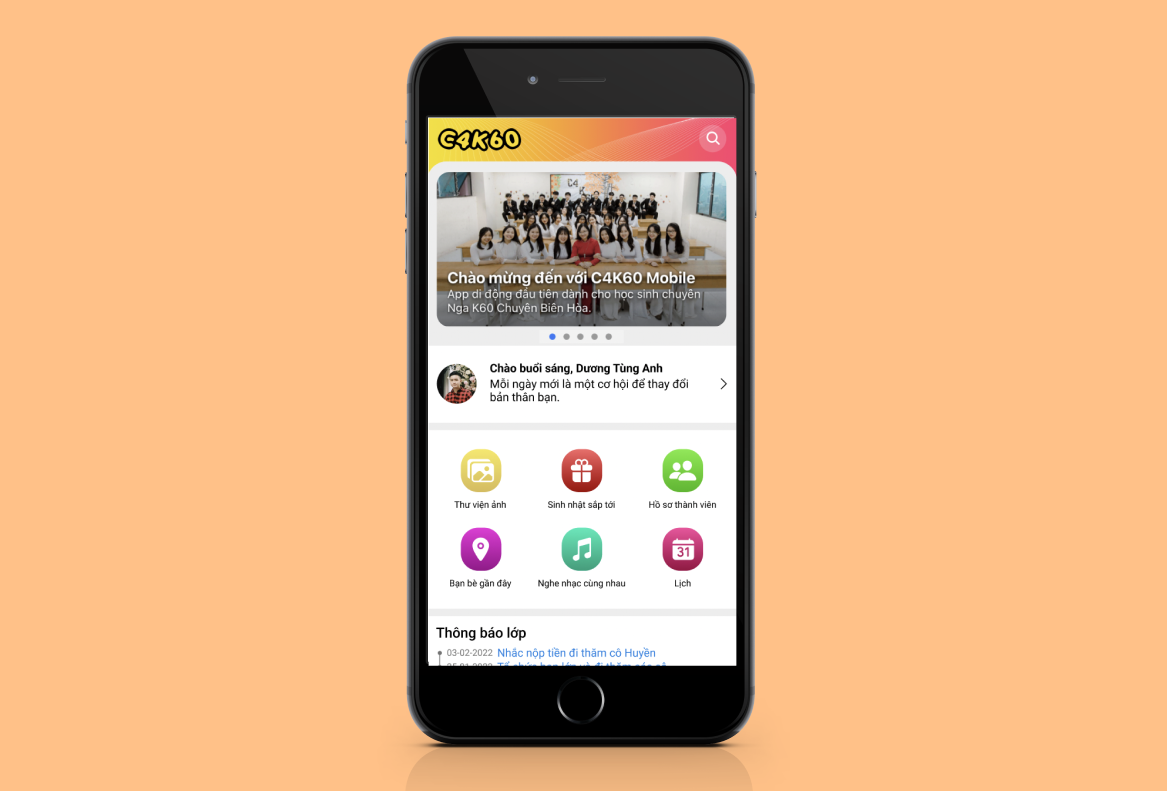 C4K60
C4
Chào mừng đến với C4K60 Mobile
App di động đầu tiên dành cho học sinh chuyên
Nga K60 Chuyên Biên Hòa.
Chào buổi sáng, Dương Tùng Anh
Mỗi ngày mới là một cơ hội để thay đổi
bản thân bạn.
Thư viện ảnh
Sinh nhật sắp tới
Hồ sơ thành viên
31
Bạn bè gần đây
Nghe nhạc cùng nhau
Lịch
Thông báo lớp
03-02-2022 Nhắc nộp tiền đi thăm cô Huyền